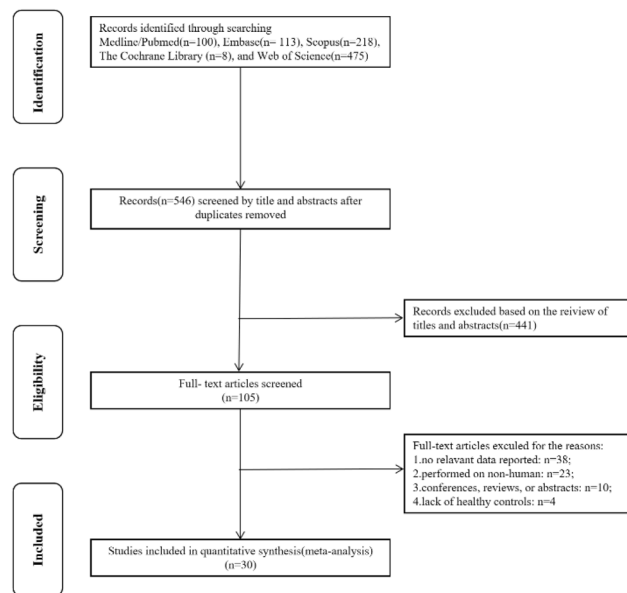 Identification
Records identified through searching
Medline/Pubmed(n=100), Embase(n= 113), Scopus(n=218),
The Cochrane Library (n=8), and Web of Science(n=475)
Screening
Records(n=546) screened by title and abstracts after
duplicates removed
Records excluded based on the reiview of
titles and abstracts(n=441)
Eligibility
Full- text articles screened
(n=105)
Full-text articles exculed for the reasons:
1.no relavant data reported: n=38;
2.performed on non-human: n=23;
3.conferences, reviews, or abstracts: n=10;
4.lack of healthy controls: n=4
Included
Studies included in quantitative synthesis(meta-analysis)
(n=30)